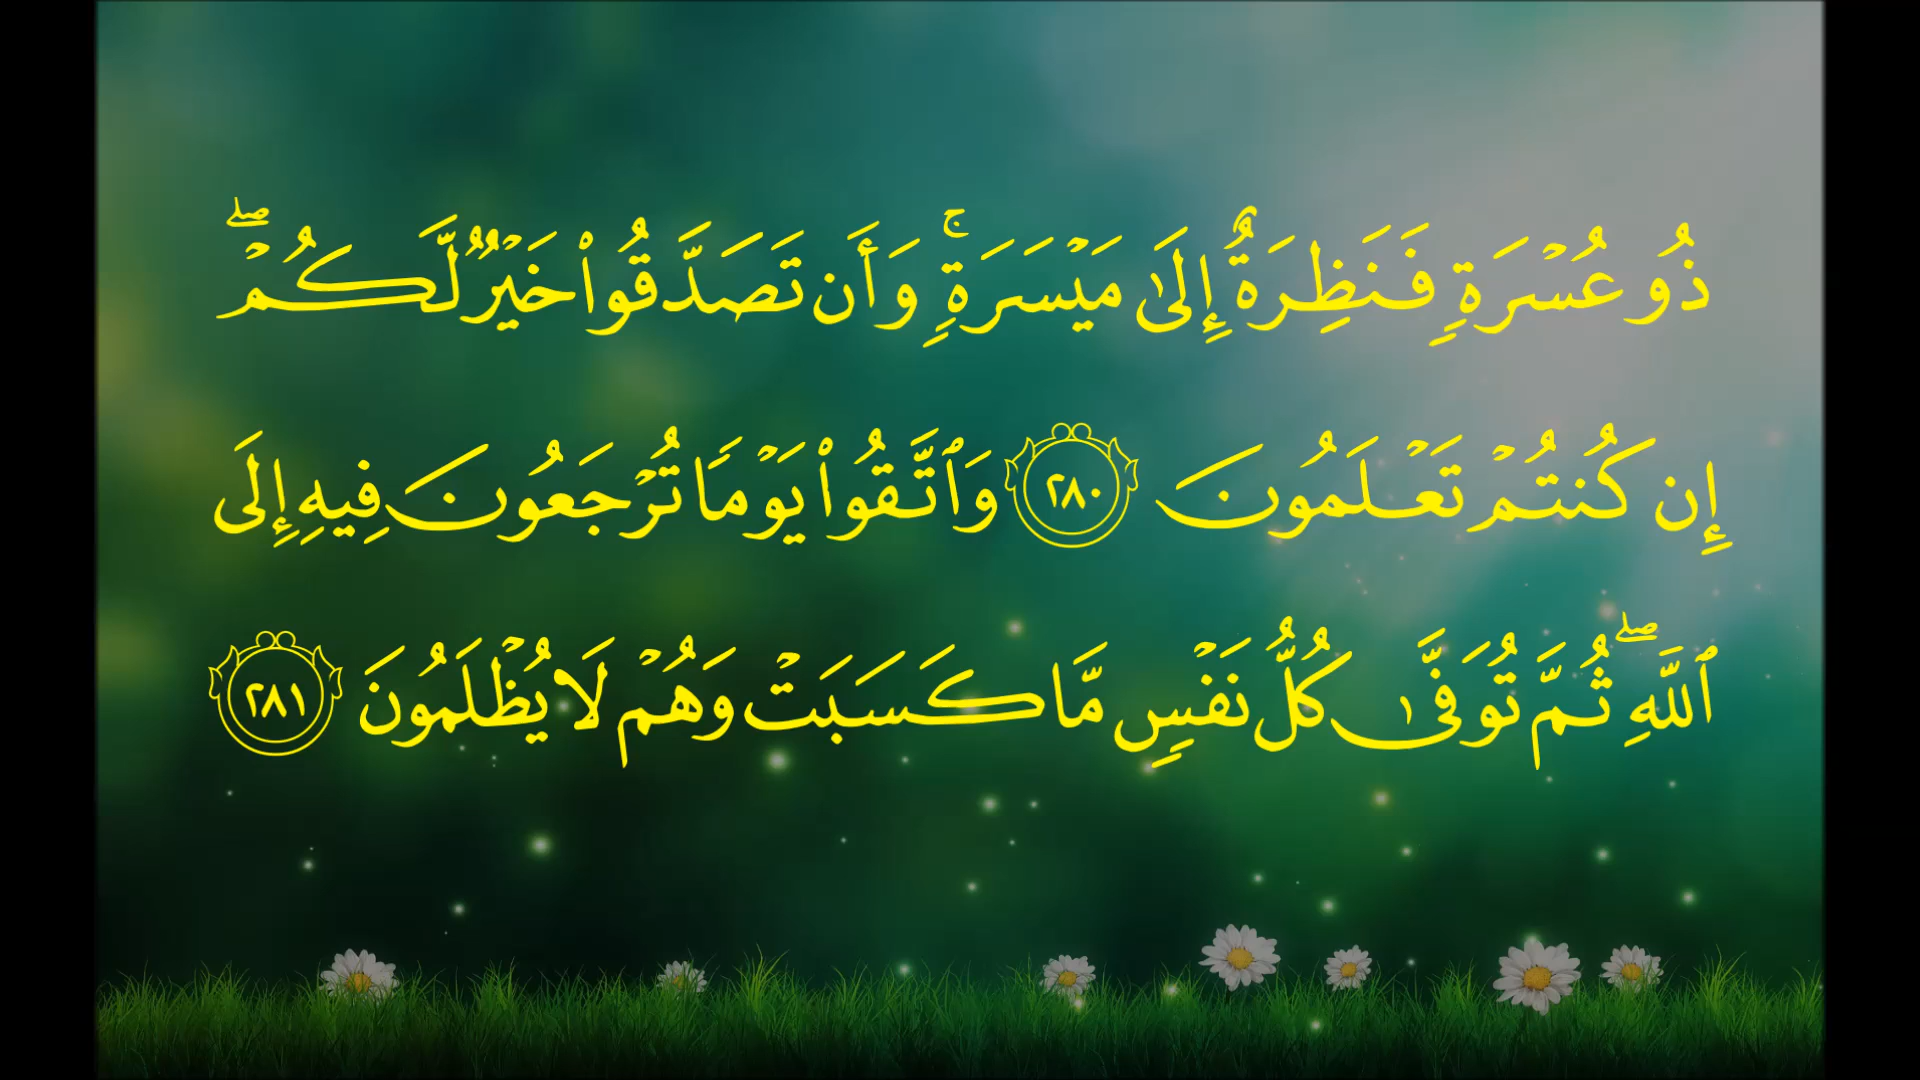 ذُو عُسْرَةٍ فَنَظِرَةٌ إِلَىٰ مَيْسَرَةٍ ۚ وَأَن تَصَدَّقُوا۟ خَيْرٌ لَّكُمْ ۖ
إِن كُنتُمْ تَعْلَمُونَ ٢٨٠ وَٱتَّقُوا۟ يَوْمًا تُرْجَعُونَ فِيهِ إِلَى
ٱللَّهِ ۖ ثُمَّ تُوَفَّىٰ كُلُّ نَفْسٍ مَّا كَسَبَتْ وَهُمْ لَا يُظْلَمُونَ ٢٨١